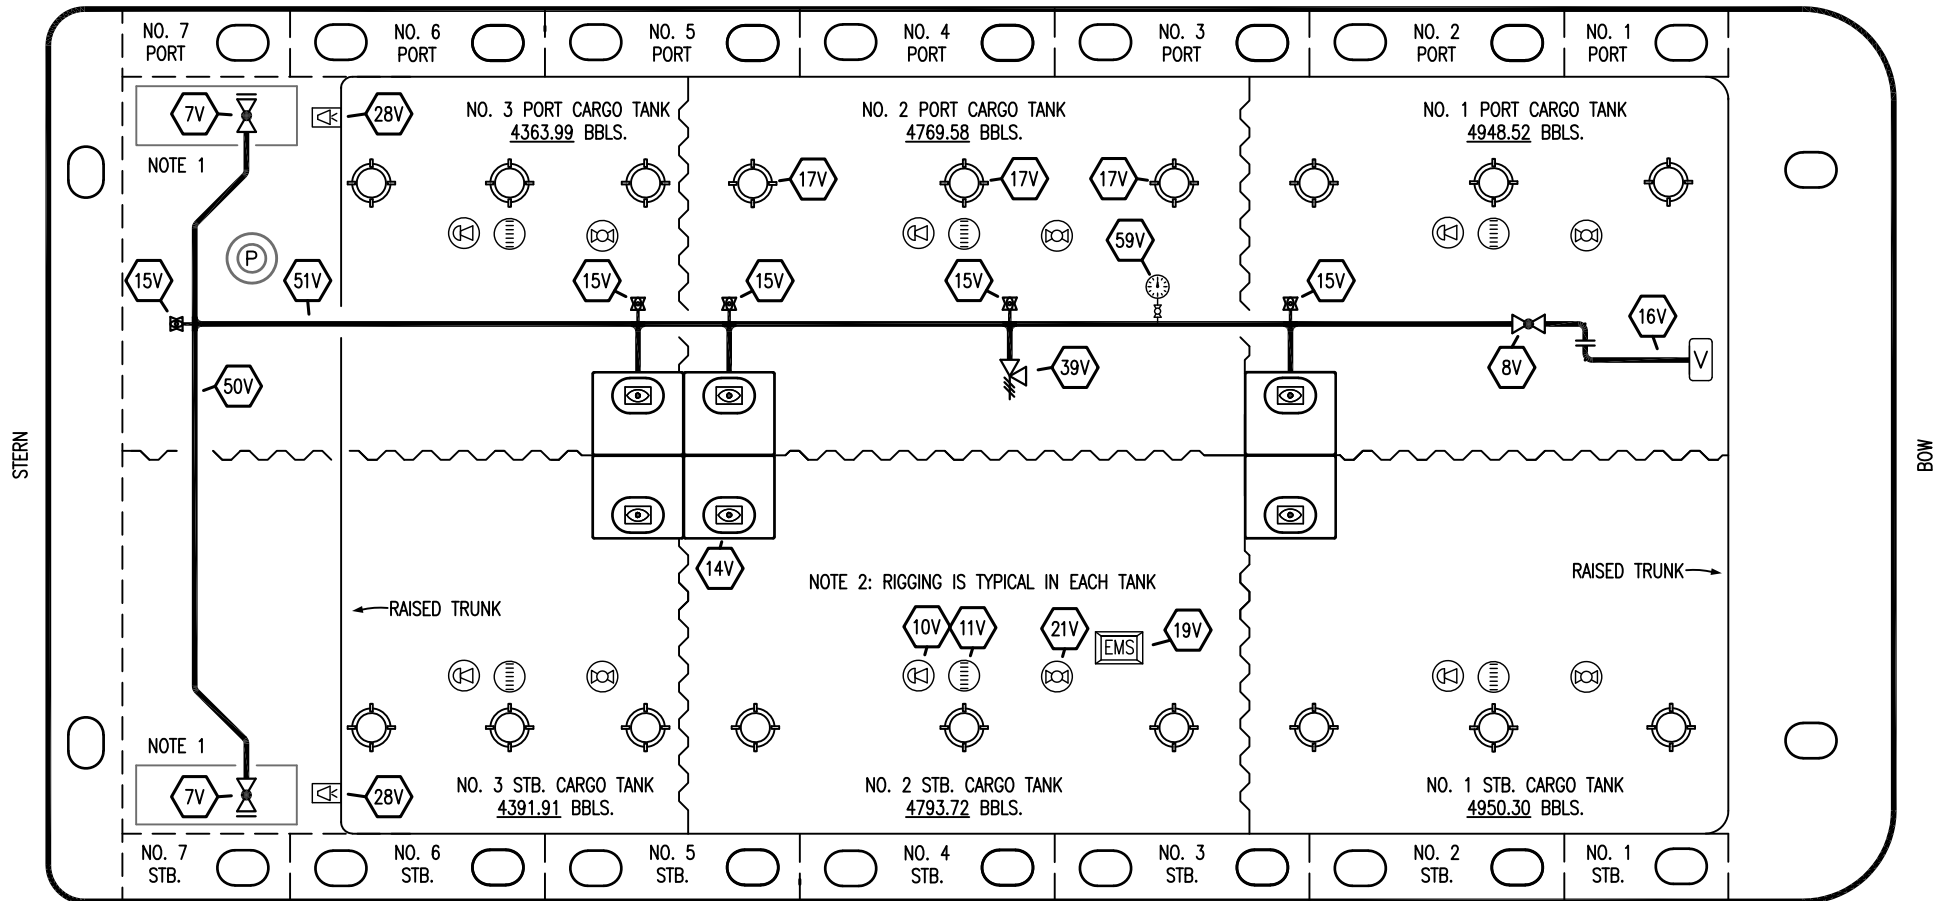 NO. 7
PORT
NO. 6
PORT
NO. 5
PORT
NO. 4
PORT
NO. 3
PORT
NO. 2
PORT
NO. 1
PORT
7V
28V
NOTE 1
NO. 3 PORT CARGO TANK
4363.99 BBLS.
NO. 2 PORT CARGO TANK
4769.58 BBLS.
NO. 1 PORT CARGO TANK
4948.52 BBLS.
17V
17V
17V
59V
P
15V
51V
15V
15V
15V
15V
16V
50V
39V
8V
V
STERN
BOW
14V
NOTE 2: RIGGING IS TYPICAL IN EACH TANK
RAISED TRUNK
RAISED TRUNK
10V
11V
21V
EMS
19V
NOTE 1
7V
28V
NO. 3 STB. CARGO TANK
4391.91 BBLS.
NO. 2 STB. CARGO TANK
4793.72 BBLS.
NO. 1 STB. CARGO TANK
4950.30 BBLS.
NO. 7
STB.
NO. 6
STB.
NO. 5
STB.
NO. 4
STB.
NO. 3
STB.
NO. 2
STB.
NO. 1
STB.